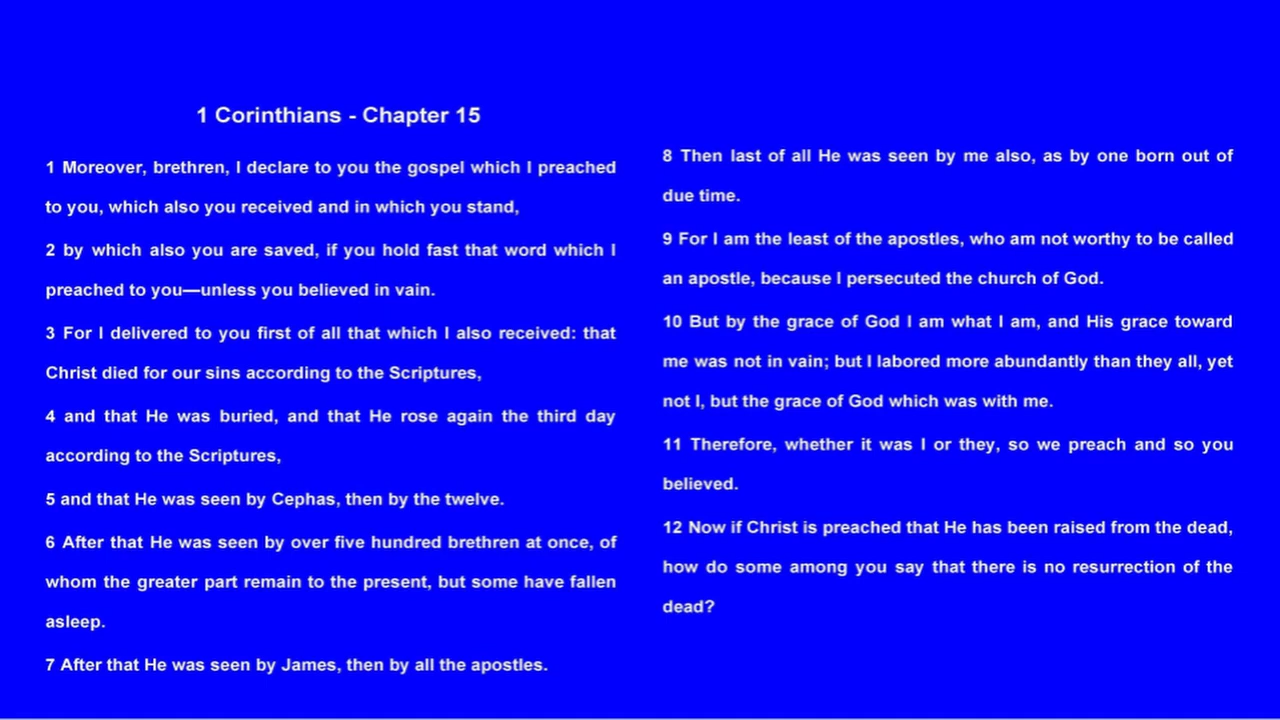 1 Corinthians - Chapter 15
1 Moreover, brethren, I declare to you the gospel which I preached
to you, which also you received and in which you stand,
2 by which also you are saved, if you hold fast that word which I
preached to you—unless you believed in vain.
3 For I delivered to you first of all that which I also received: that
Christ died for our sins according to the Scriptures,
4 and that He was buried, and that He rose again the third day
according to the Scriptures,
5 and that He was seen by Cephas, then by the twelve.
6 After that He was seen by over five hundred brethren at once, of
whom the greater part remain to the present, but some have fallen
asleep.
7 After that He was seen by James, then by all the apostles.
8 Then last of all He was seen by me also, as by one born out of
due time.
9 For I am the least of the apostles, who am not worthy to be called
an apostle, because I persecuted the church of God.
10 But by the grace of God I am what I am, and His grace toward
me was not in vain; but I labored more abundantly than they all, yet
not I, but the grace of God which was with me.
11 Therefore, whether it was I or they, so we preach and so you
believed.
12 Now if Christ is preached that He has been raised from the dead,
how do some among you say that there is no resurrection of the
dead?